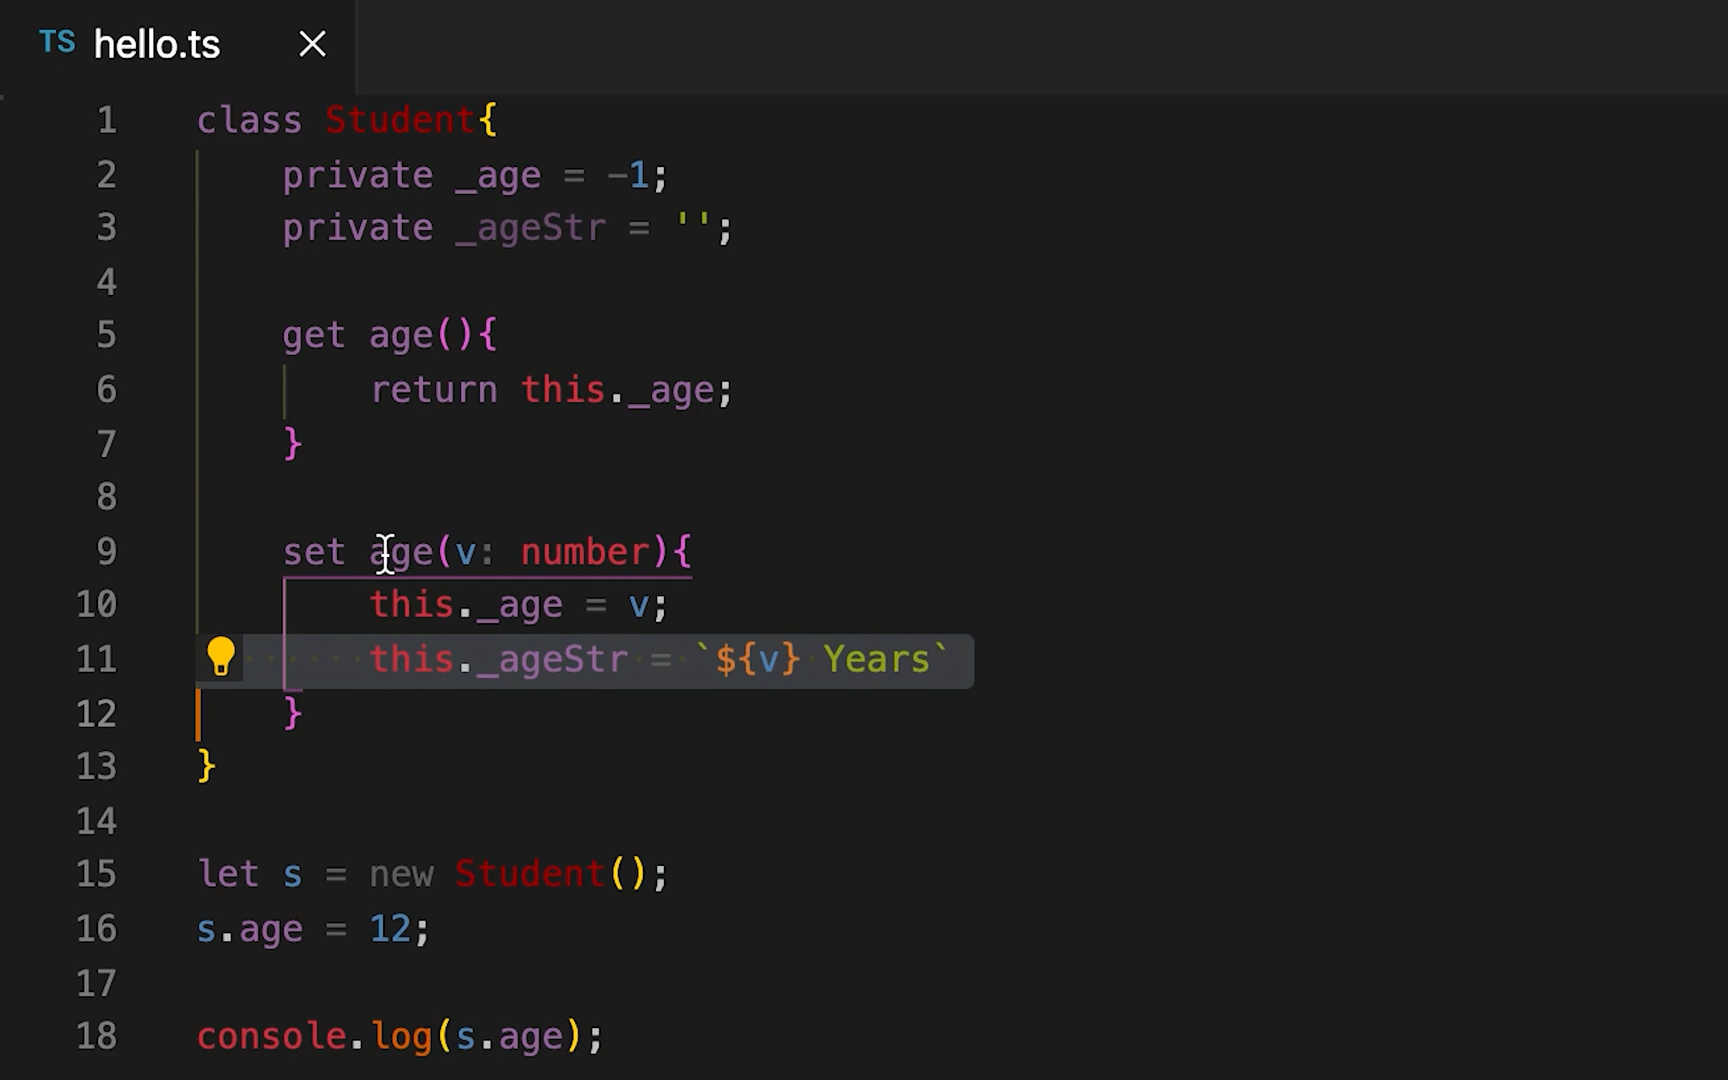 TS hello.ts
1 class Student{
2     private _age = -1;
3     private _ageStr = '';
4
5     get age(){
6         return this._age;
7     }
8
9     set age(v: number){
10         this._age = v;
11         this._ageStr = `${v} Years`
12     }
13 }
14
15 let s = new Student();
16 s.age = 12;
17
18 console.log(s.age);